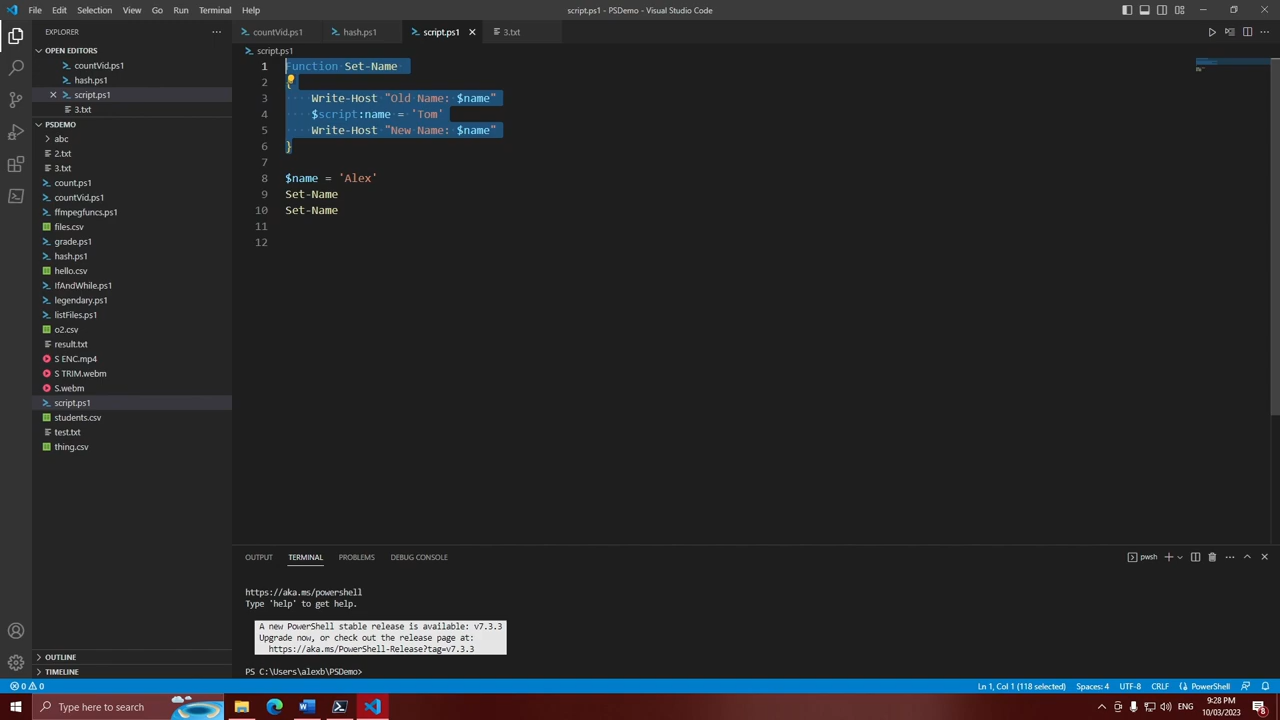 File Edit Selection View Go Run Terminal Help
script.ps1 - PSDemo - Visual Studio Code
EXPLORER
OPEN EDITORS
countVid.ps1
hash.ps1
script.ps1
3.txt
PSDEMO
abc
2.txt
3.txt
count.ps1
countVid.ps1
ffmpegfuncs.ps1
files.csv
grade.ps1
hash.ps1
hello.csv
IfAndWhile.ps1
legendary.ps1
listFiles.ps1
o2.csv
result.txt
S ENC.mp4
S TRIM.webm
S.webm
script.ps1
students.csv
test.txt
thing.csv
OUTLINE
TIMELINE
countVid.ps1 hash.ps1 script.ps1 3.txt
script.ps1
1 Function Set-Name
2 {
3 Write-Host "Old Name: $name"
4 $script:name = 'Tom'
5 Write-Host "New Name: $name"
6 }
7
8 $name = 'Alex'
9 Set-Name
10 Set-Name
11
12
OUTPUT TERMINAL PROBLEMS DEBUG CONSOLE
pwsh
https://aka.ms/powershell
Type 'help' to get help.
A new PowerShell stable release is available: v7.3.3
Upgrade now, or check out the release page at:
https://aka.ms/PowerShell-Release?tag=v7.3.3
PS C:\Users\alexb\PSDemo>
0 0
Ln 1, Col 1 (118 selected) Spaces: 4 UTF-8 CRLF PowerShell
Type here to search
ENG
9:28 PM
10/03/2023
8